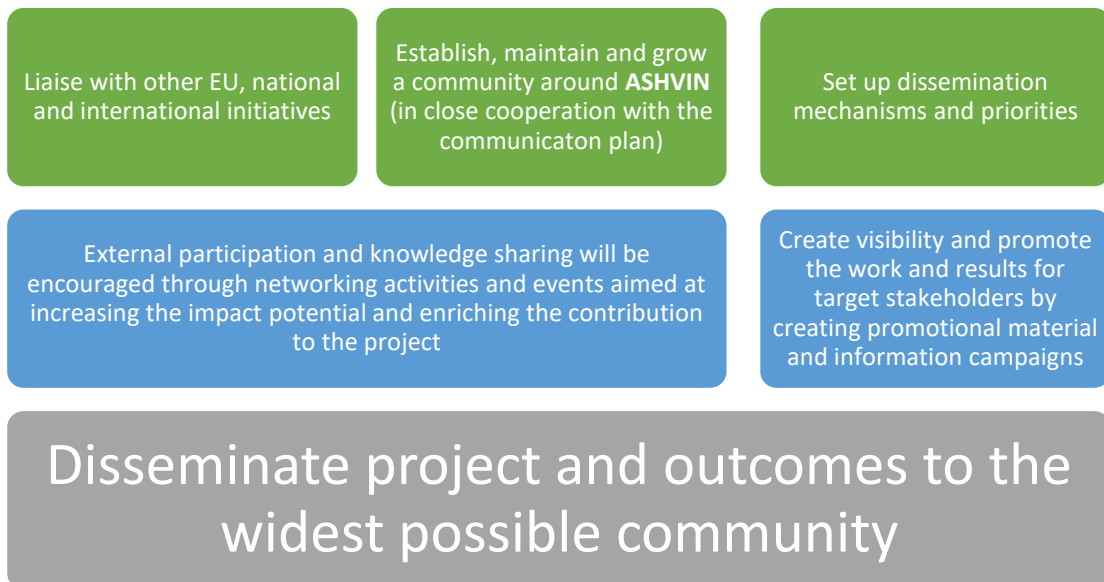 Liaise with other EU, national
and international initiatives
Establish, maintain and grow
a community around ASHVIN
(in close cooperation with the
communicaton plan)
Set up dissemination
mechanisms and priorities
External participation and knowledge sharing will be
encouraged through networking activities and events aimed at
increasing the impact potential and enriching the contribution
to the project
Create visibility and promote
the work and results for
target stakeholders by
creating promotional material
and information campaigns
Disseminate project and outcomes to the
widest possible community